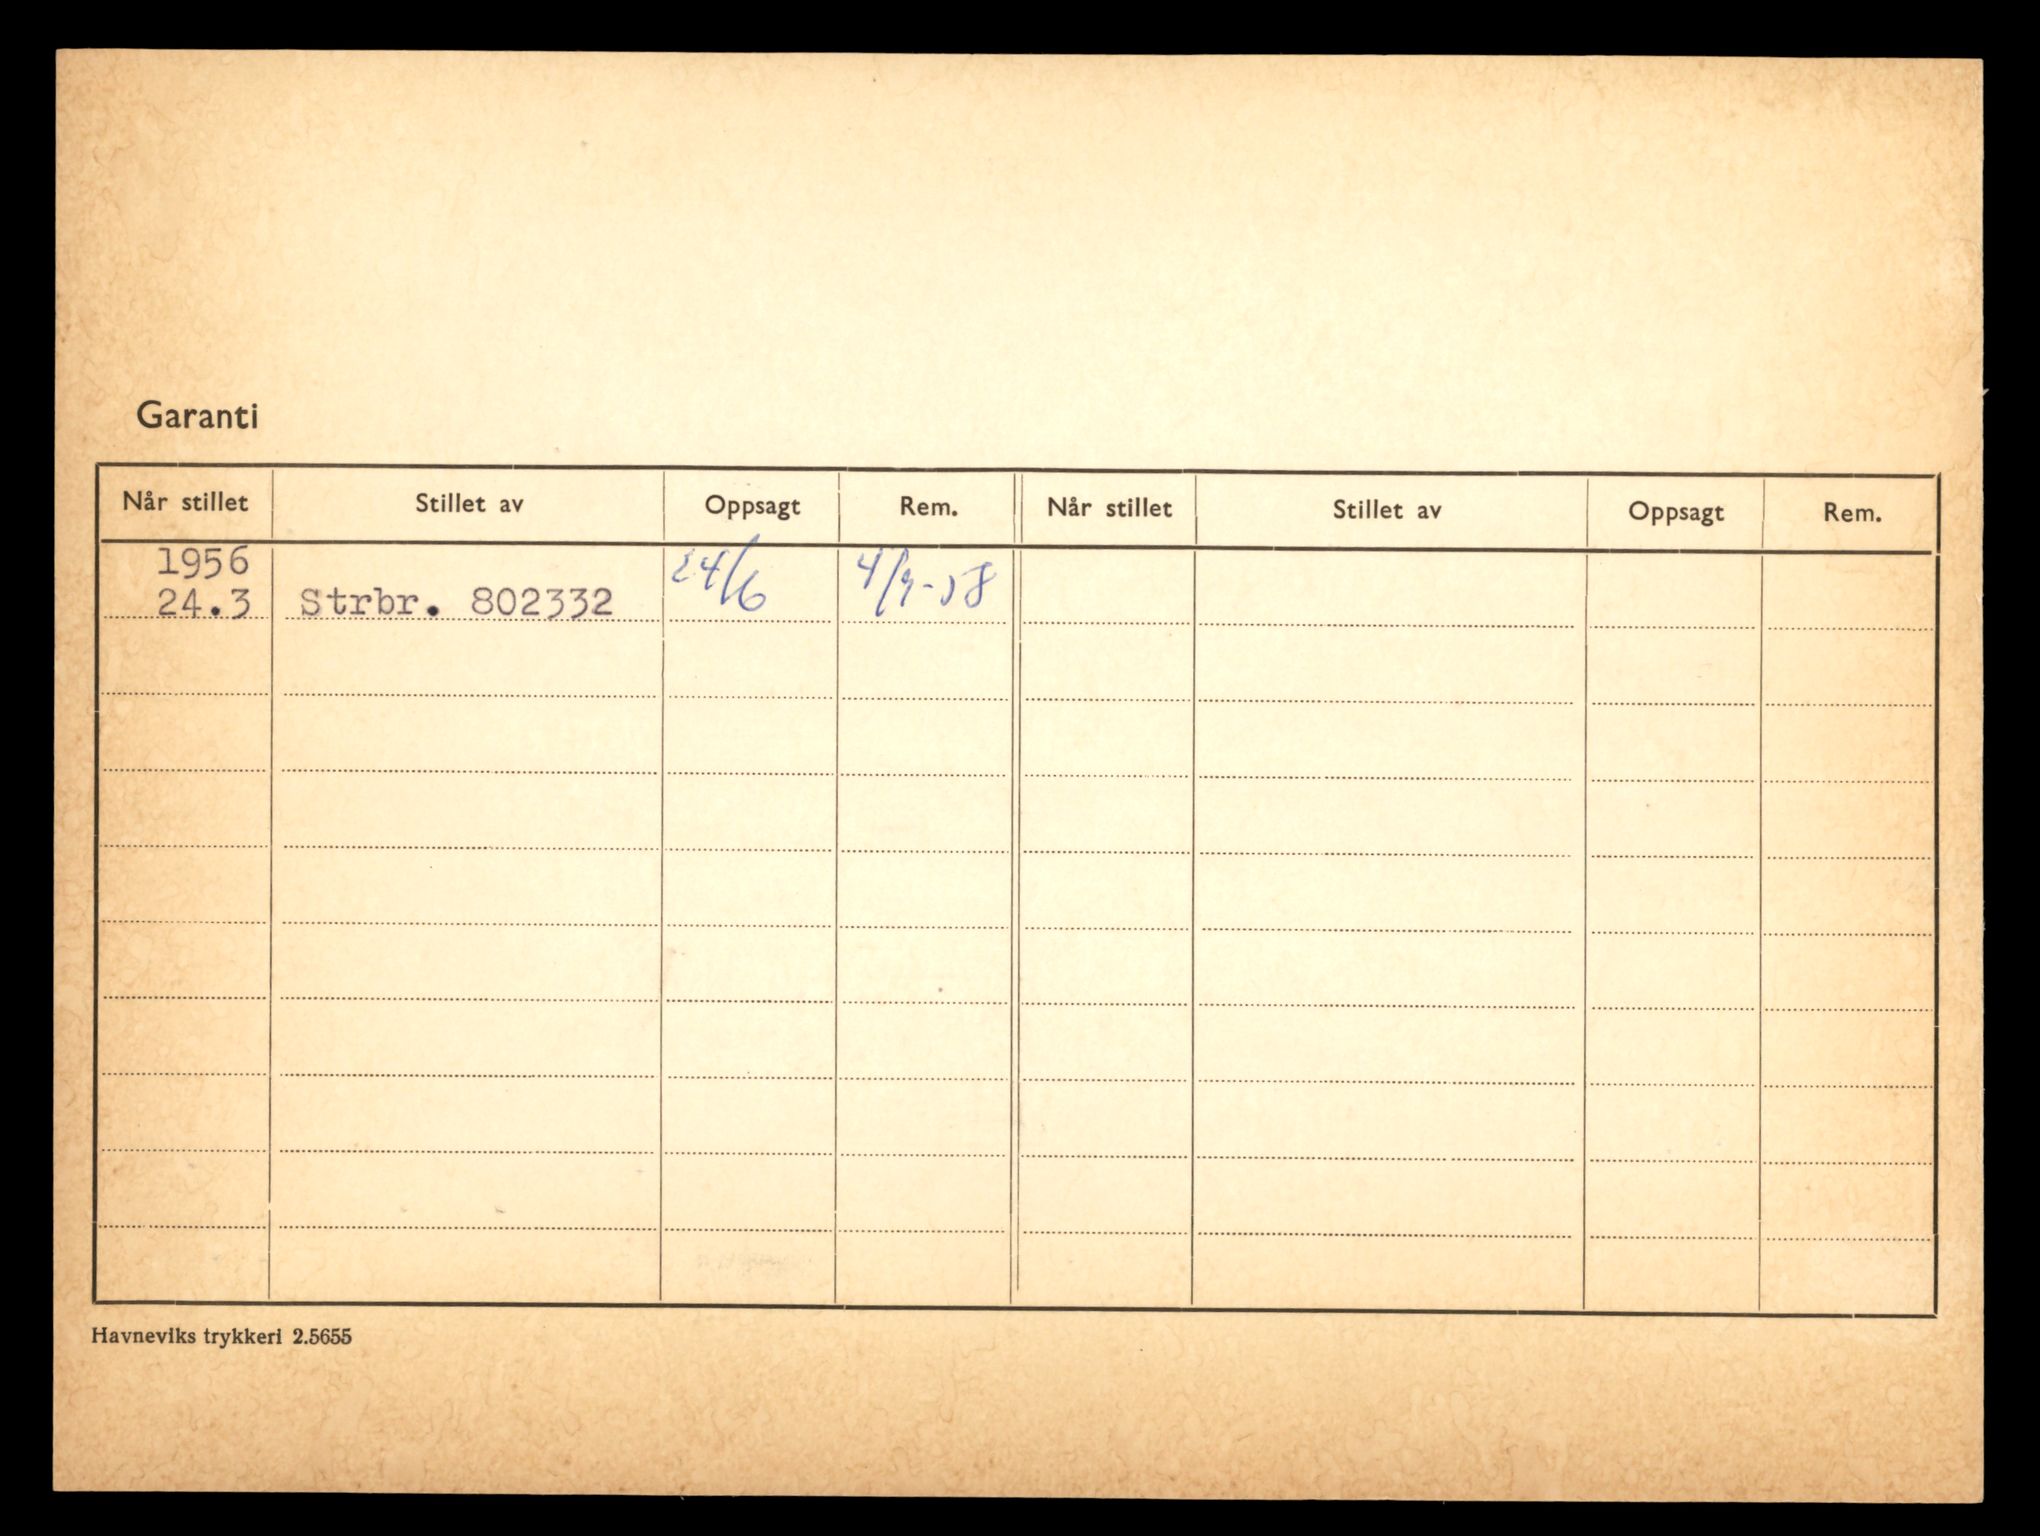 Garanti
Når stillet Stillet av Oppsagt Rem. Når stillet Stillet av Oppsagt Rem.
1956
24.3 Strbr. 802332 24/6 4/9-58
Havneviks trykkeri 2.5655